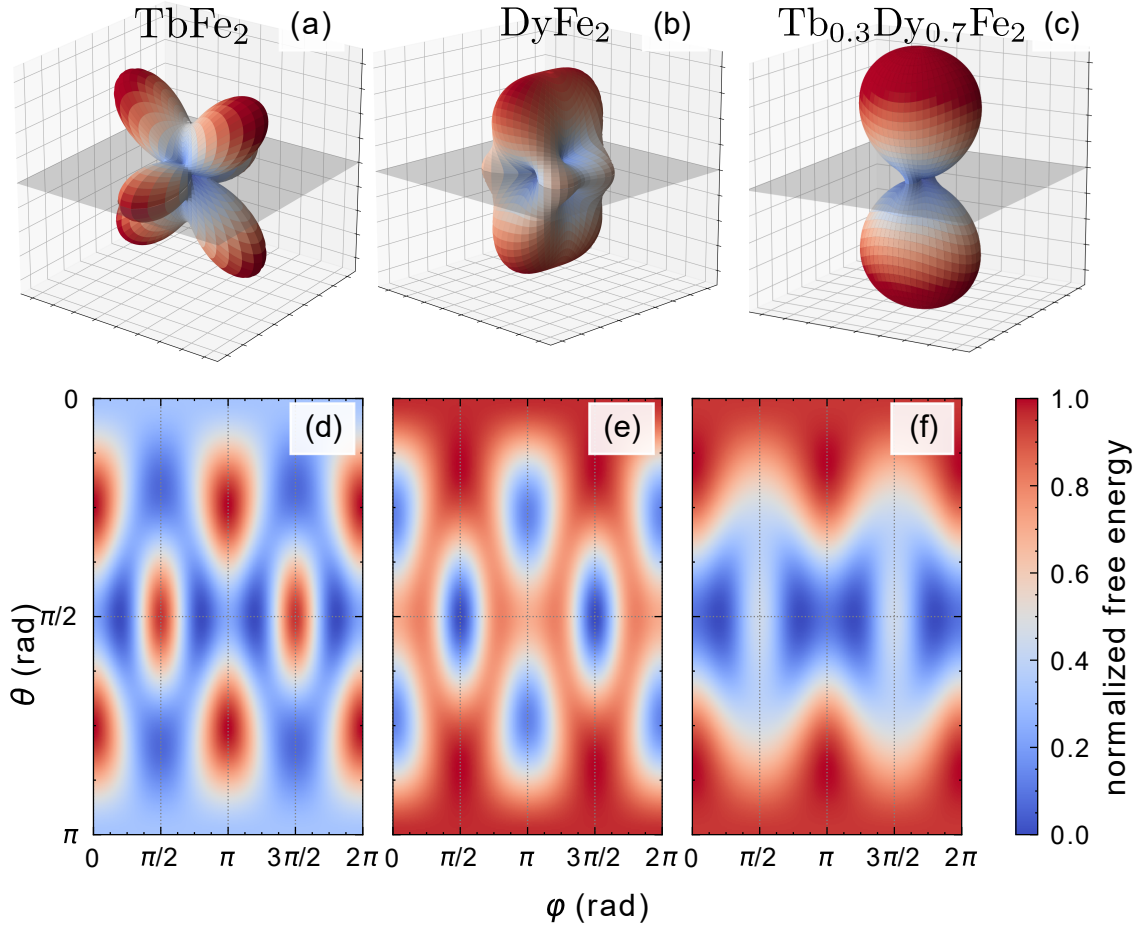 TbFe₂ (a)
DyFe₂ (b)
Tb₀.₃Dy₀.₇Fe₂ (c)
(d)
(e)
(f)
0
π/2
π
θ (rad)
0 π/2 π 3π/2 2π
0 π/2 π 3π/2 2π
0 π/2 π 3π/2 2π
φ (rad)
1.0
0.8
0.6
0.4
0.2
0.0
normalized free energy